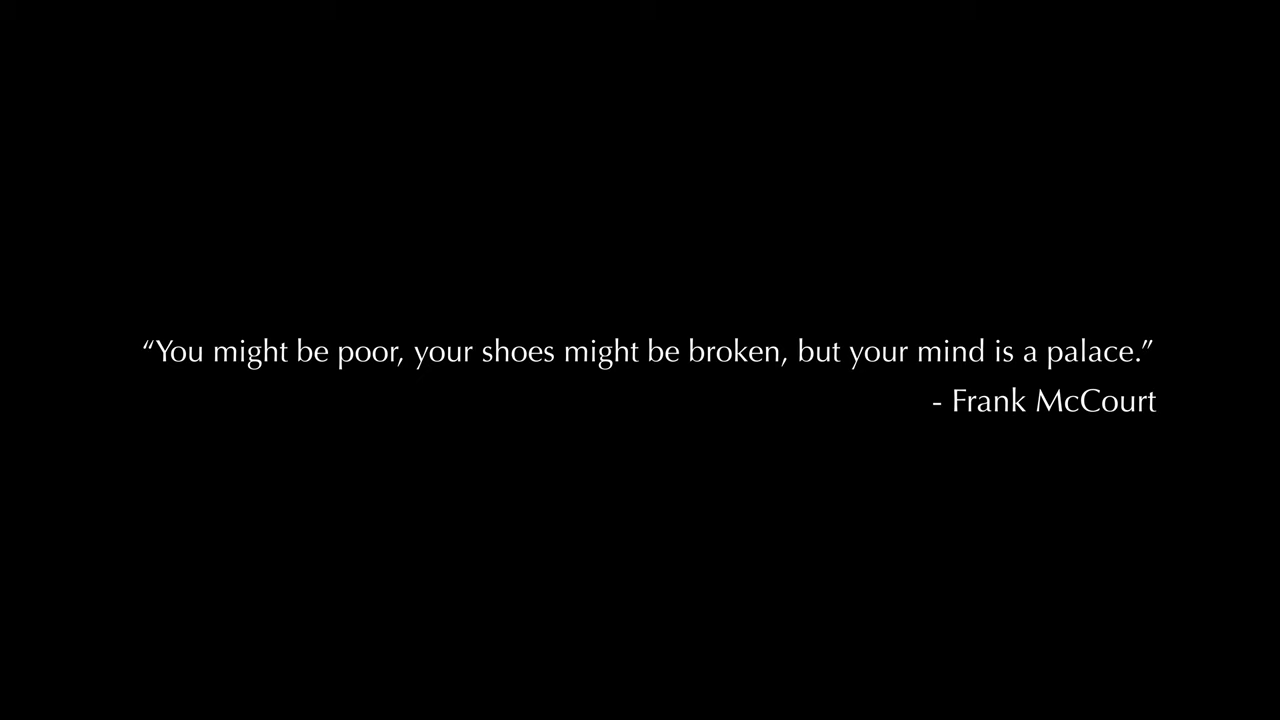 “You might be poor, your shoes might be broken, but your mind is a palace.”
- Frank McCourt